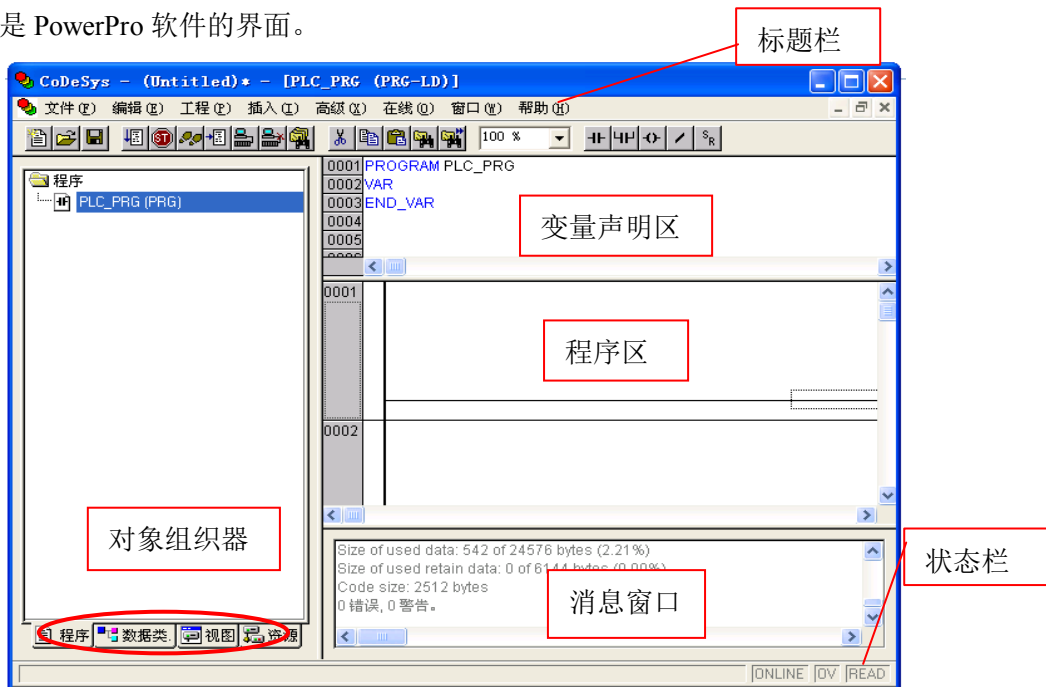 是 PowerPro 软件的界面。
标题栏
CoDeSys - (Untitled)* - [PLC_PRG (PRG-LD)]
文件(F) 编辑(E) 工程(P) 插入(I) 高级(X) 在线(O) 窗口(W) 帮助(H)
100 %
S R
程序
PLC_PRG (PRG)
0001 PROGRAM PLC_PRG
0002 VAR
0003 END_VAR
0004
0005
变量声明区
0001
程序区
0002
对象组织器
Size of used data: 542 of 24576 bytes (2.21%)
Size of used retain data: 0 of 6144 bytes (0.00%)
Code size: 2512 bytes
0 错误, 0 警告。
消息窗口
状态栏
程序 数据类. 视图 资源
ONLINE OV READ